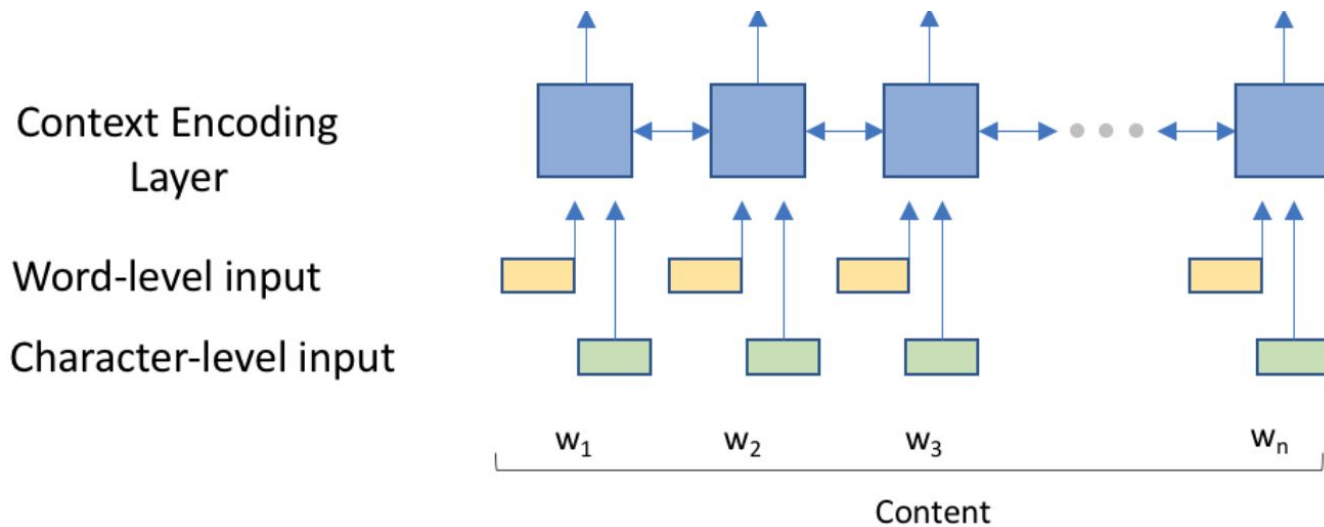 Context Encoding
Layer
Word-level input
Character-level input
w₁ w₂ w₃ wₙ
Content